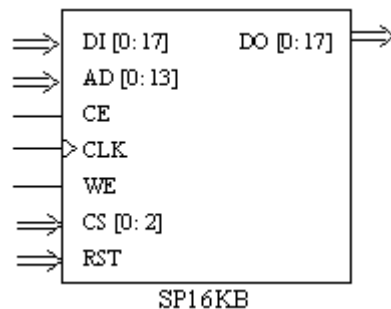 DI [0:17] DO [0:17]
AD [0:13]
CE
CLK
WE
CS [0:2]
RST
SP16KB